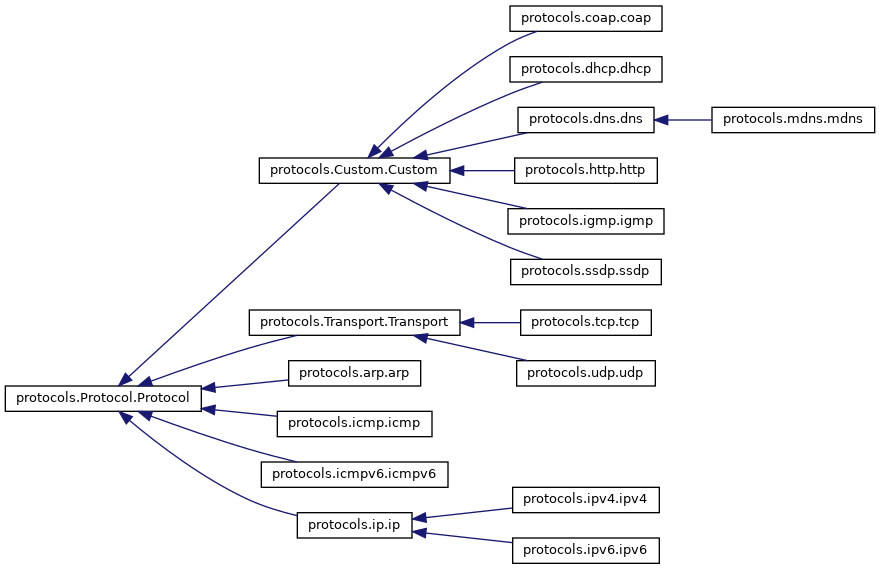 protocols.coap.coap
protocols.dhcp.dhcp
protocols.dns.dns
protocols.mdns.mdns
protocols.Custom.Custom
protocols.http.http
protocols.igmp.igmp
protocols.ssdp.ssdp
protocols.Transport.Transport
protocols.tcp.tcp
protocols.udp.udp
protocols.arp.arp
protocols.Protocol.Protocol
protocols.icmp.icmp
protocols.icmpv6.icmpv6
protocols.ip.ip
protocols.ipv4.ipv4
protocols.ipv6.ipv6